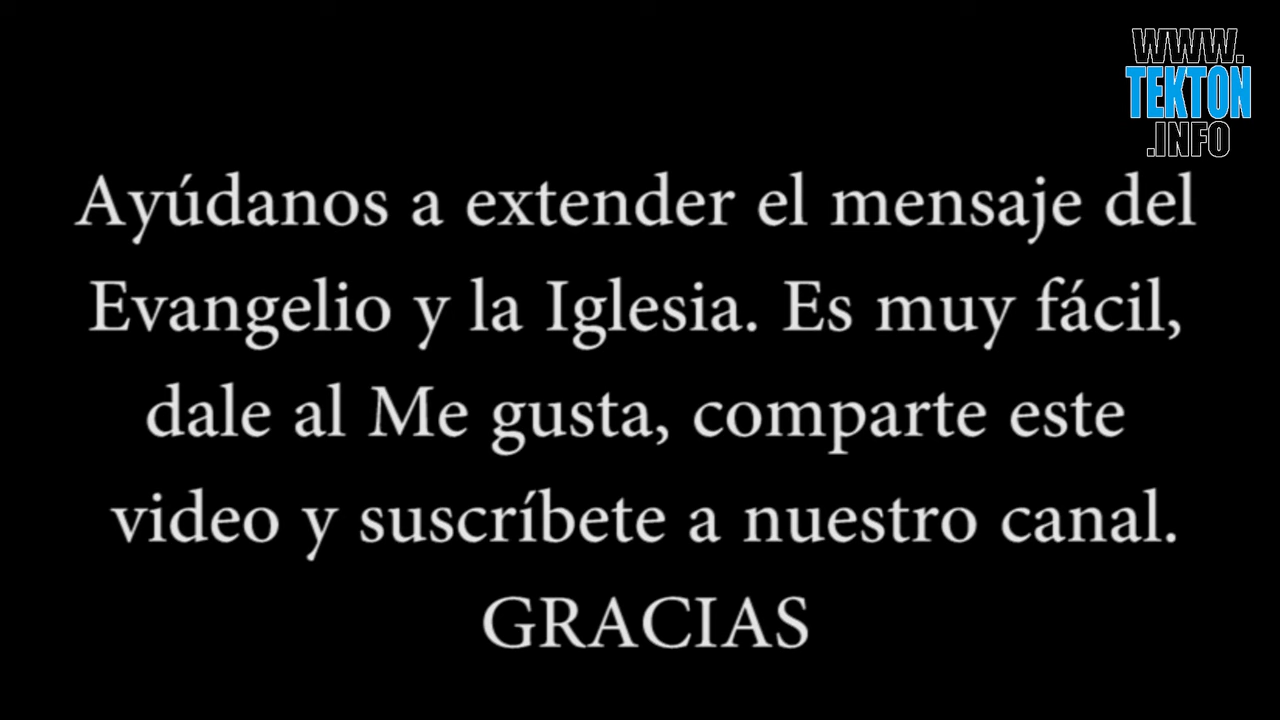 WWW.
TEKTON
.INFO
Ayúdanos a extender el mensaje del
Evangelio y la Iglesia. Es muy fácil,
dale al Me gusta, comparte este
video y suscríbete a nuestro canal.
GRACIAS